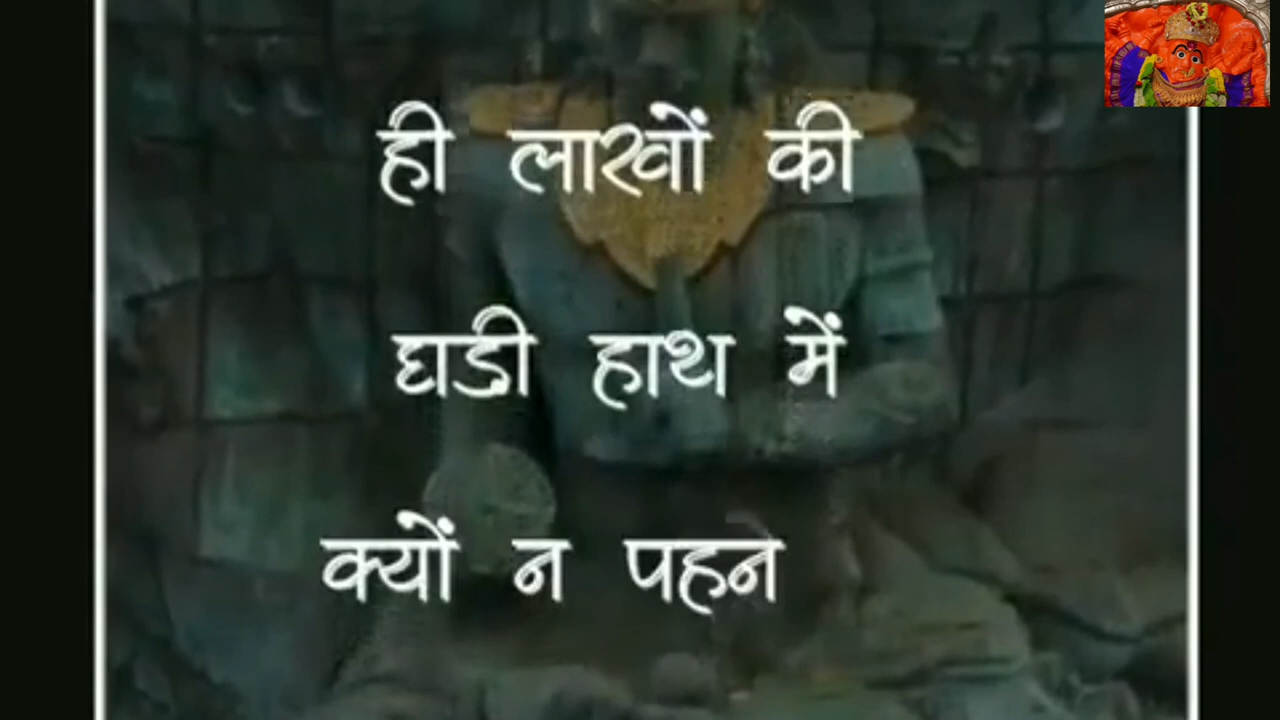 ही लाखों की
घडी हाथ में
क्यों न पहने